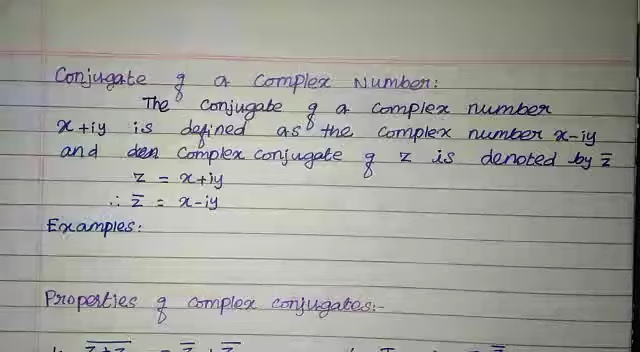 Conjugate of a Complex Number:
The conjugate of a complex number
x+iy is defined as the complex number x-iy
and den complex conjugate of z is denoted by z̅
z = x+iy
∴ z̅ = x-iy
Examples:
Properties of complex conjugates:-